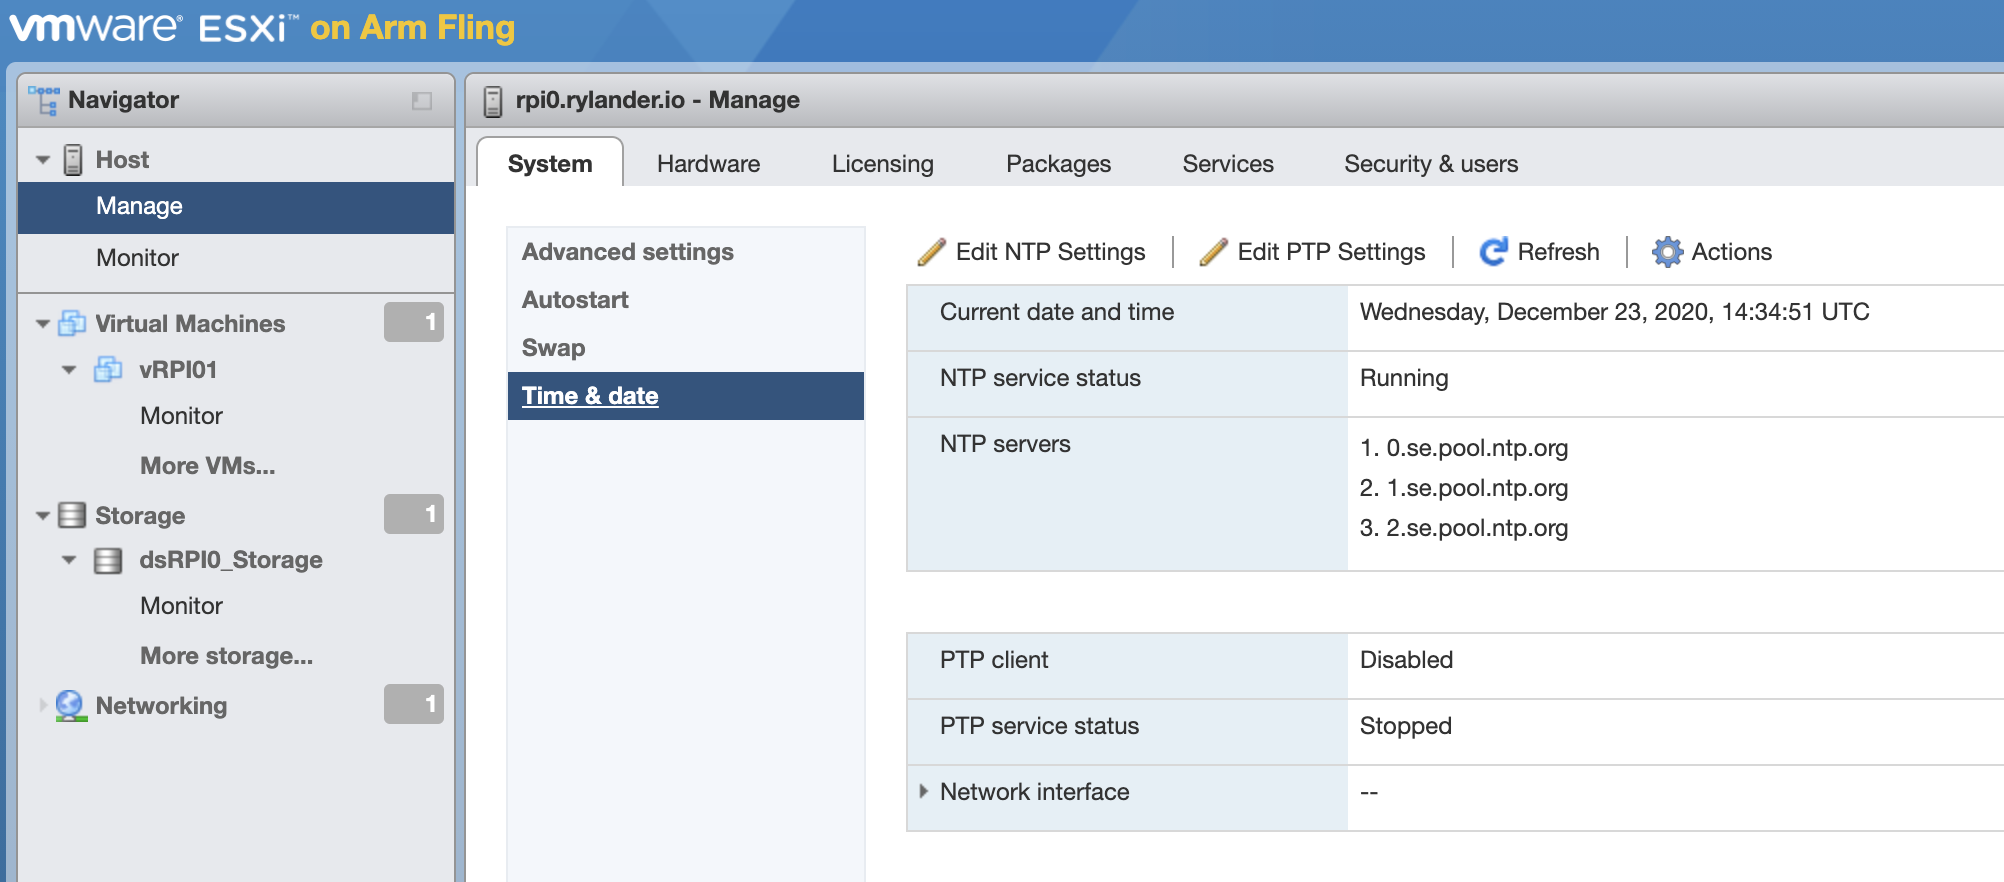 vmware® ESXi™ on Arm Fling
Navigator
Host
Manage
Monitor
Virtual Machines 1
vRPI01
Monitor
More VMs...
Storage 1
dsRPI0_Storage
Monitor
More storage...
Networking 1
rpi0.rylander.io - Manage
System Hardware Licensing Packages Services Security & users
Advanced settings
Autostart
Swap
Time & date
Edit NTP Settings Edit PTP Settings Refresh Actions
Current date and time Wednesday, December 23, 2020, 14:34:51 UTC
NTP service status Running
NTP servers 1. 0.se.pool.ntp.org
2. 1.se.pool.ntp.org
3. 2.se.pool.ntp.org
PTP client Disabled
PTP service status Stopped
Network interface --